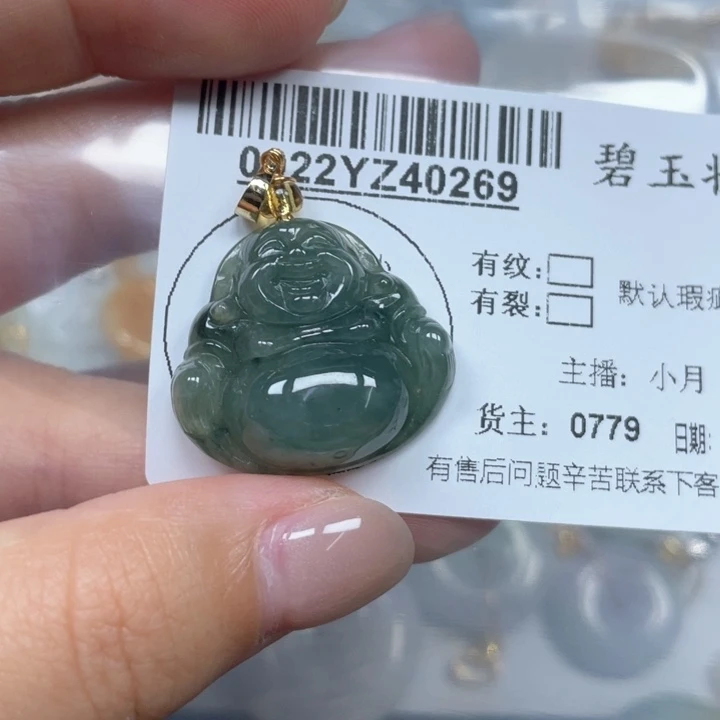 碧玉
22YZ40269
有纹：
有裂： 默认瑕
主播：小月
货主：0779 日期：
有售后问题辛苦联系下客